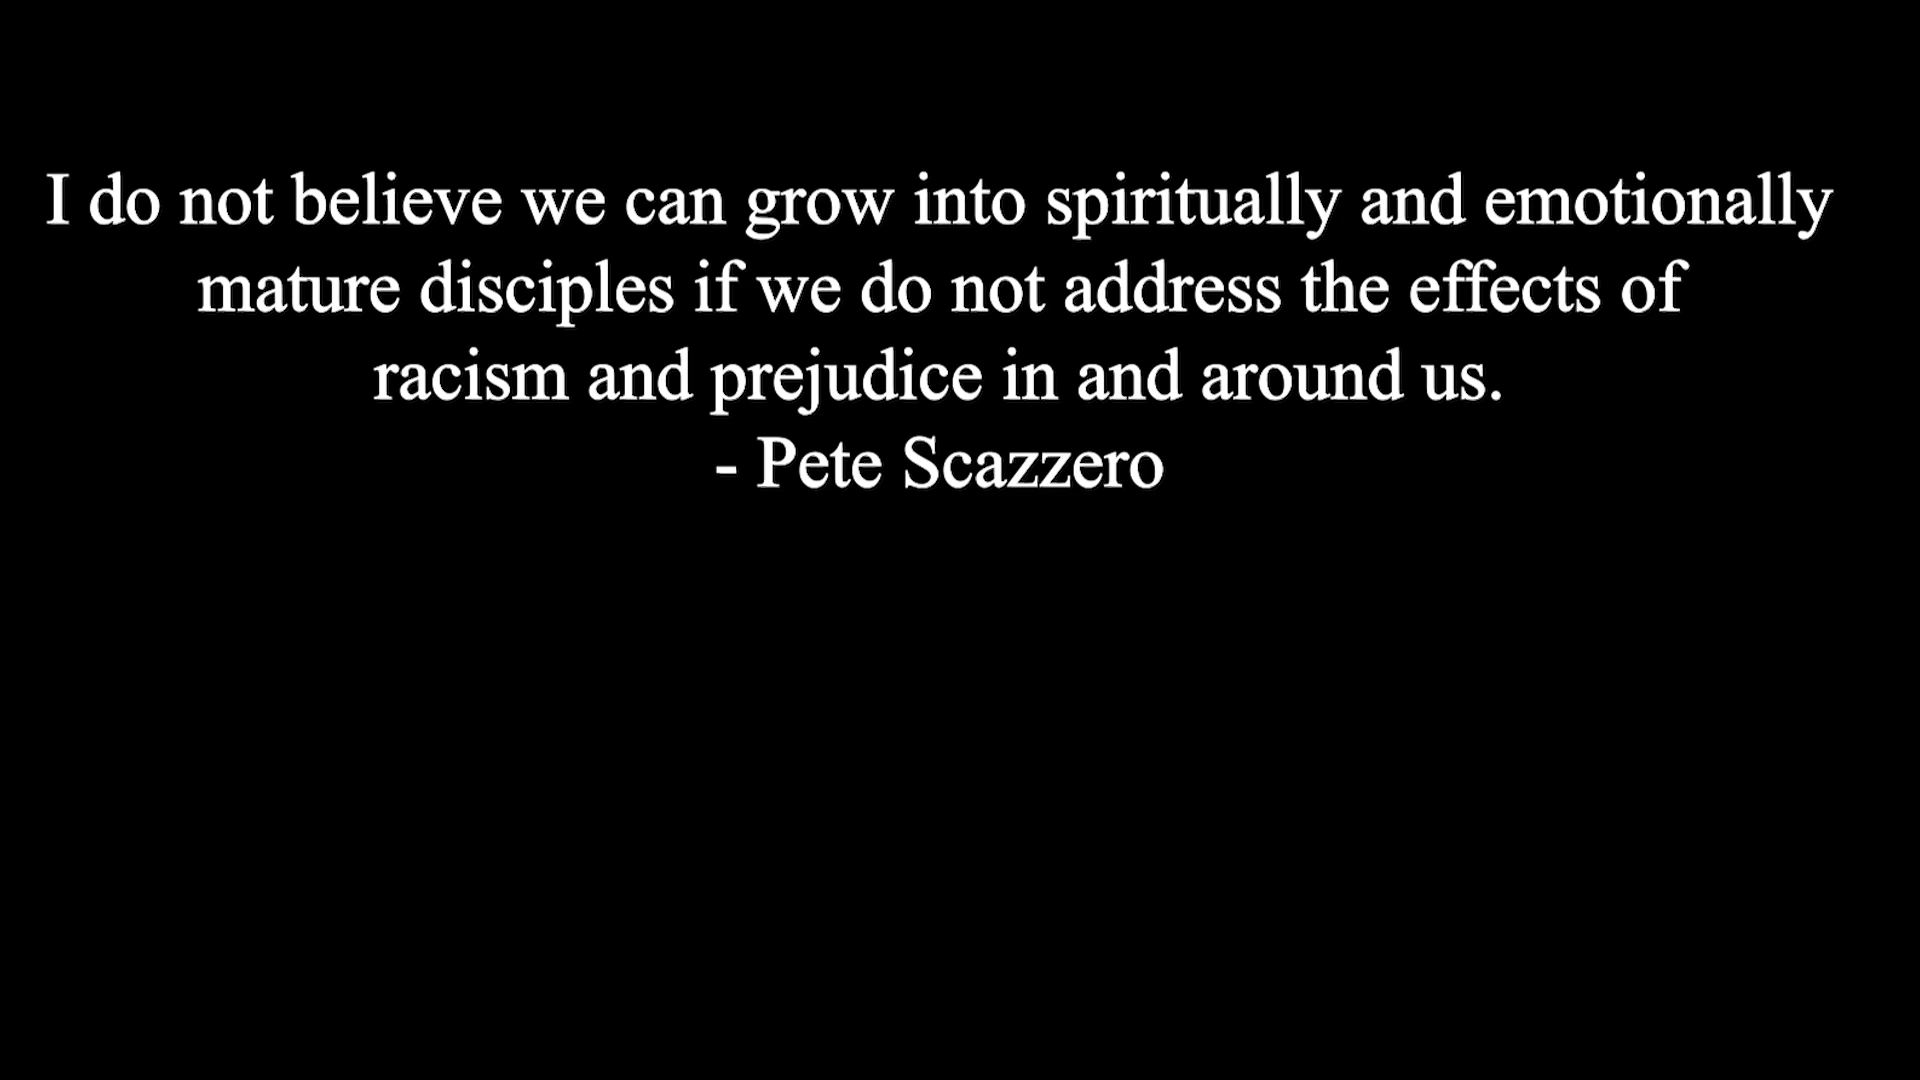 I do not believe we can grow into spiritually and emotionally
mature disciples if we do not address the effects of
racism and prejudice in and around us.
- Pete Scazzero